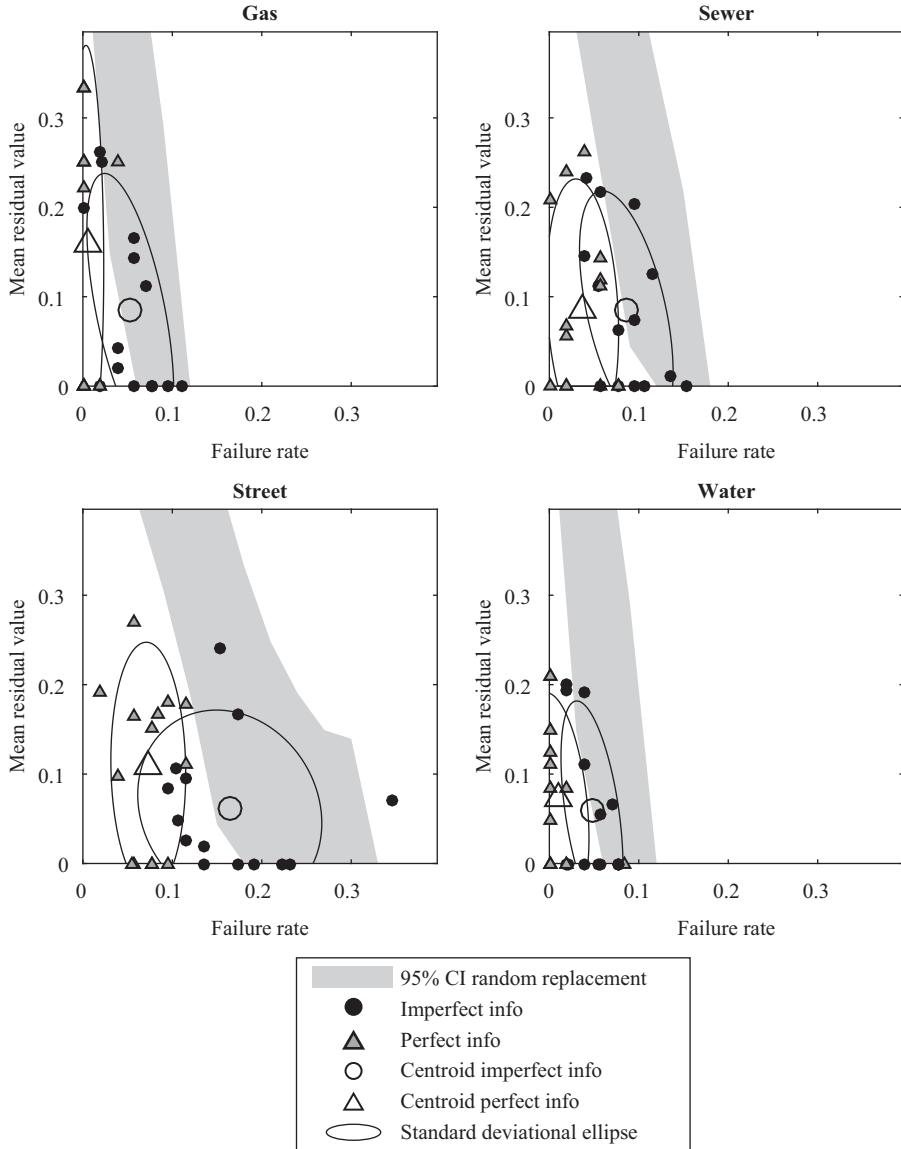 Gas
Mean residual value
0.3
0.2
0.1
0
0 0.1 0.2 0.3
Failure rate
Sewer
Mean residual value
0.3
0.2
0.1
0
0 0.1 0.2 0.3
Failure rate
Street
Mean residual value
0.3
0.2
0.1
0
0 0.1 0.2 0.3
Failure rate
Water
Mean residual value
0.3
0.2
0.1
0
0 0.1 0.2 0.3
Failure rate
95% CI random replacement
Imperfect info
Perfect info
Centroid imperfect info
Centroid perfect info
Standard deviational ellipse